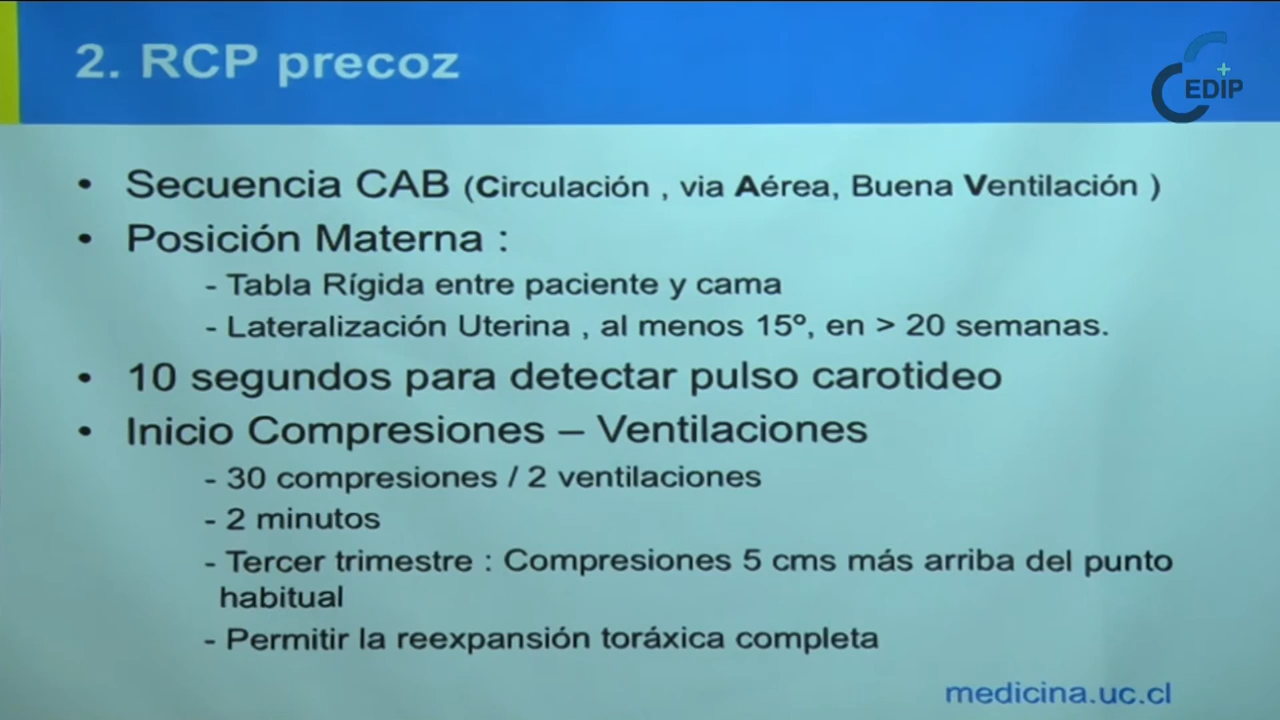 2. RCP precoz
EDIP
• Secuencia CAB (Circulación , via Aérea, Buena Ventilación )
• Posición Materna :
- Tabla Rígida entre paciente y cama
- Lateralización Uterina , al menos 15º, en > 20 semanas.
• 10 segundos para detectar pulso carotideo
• Inicio Compresiones – Ventilaciones
- 30 compresiones / 2 ventilaciones
- 2 minutos
- Tercer trimestre : Compresiones 5 cms más arriba del punto
habitual
- Permitir la reexpansión toráxica completa
medicina.uc.cl